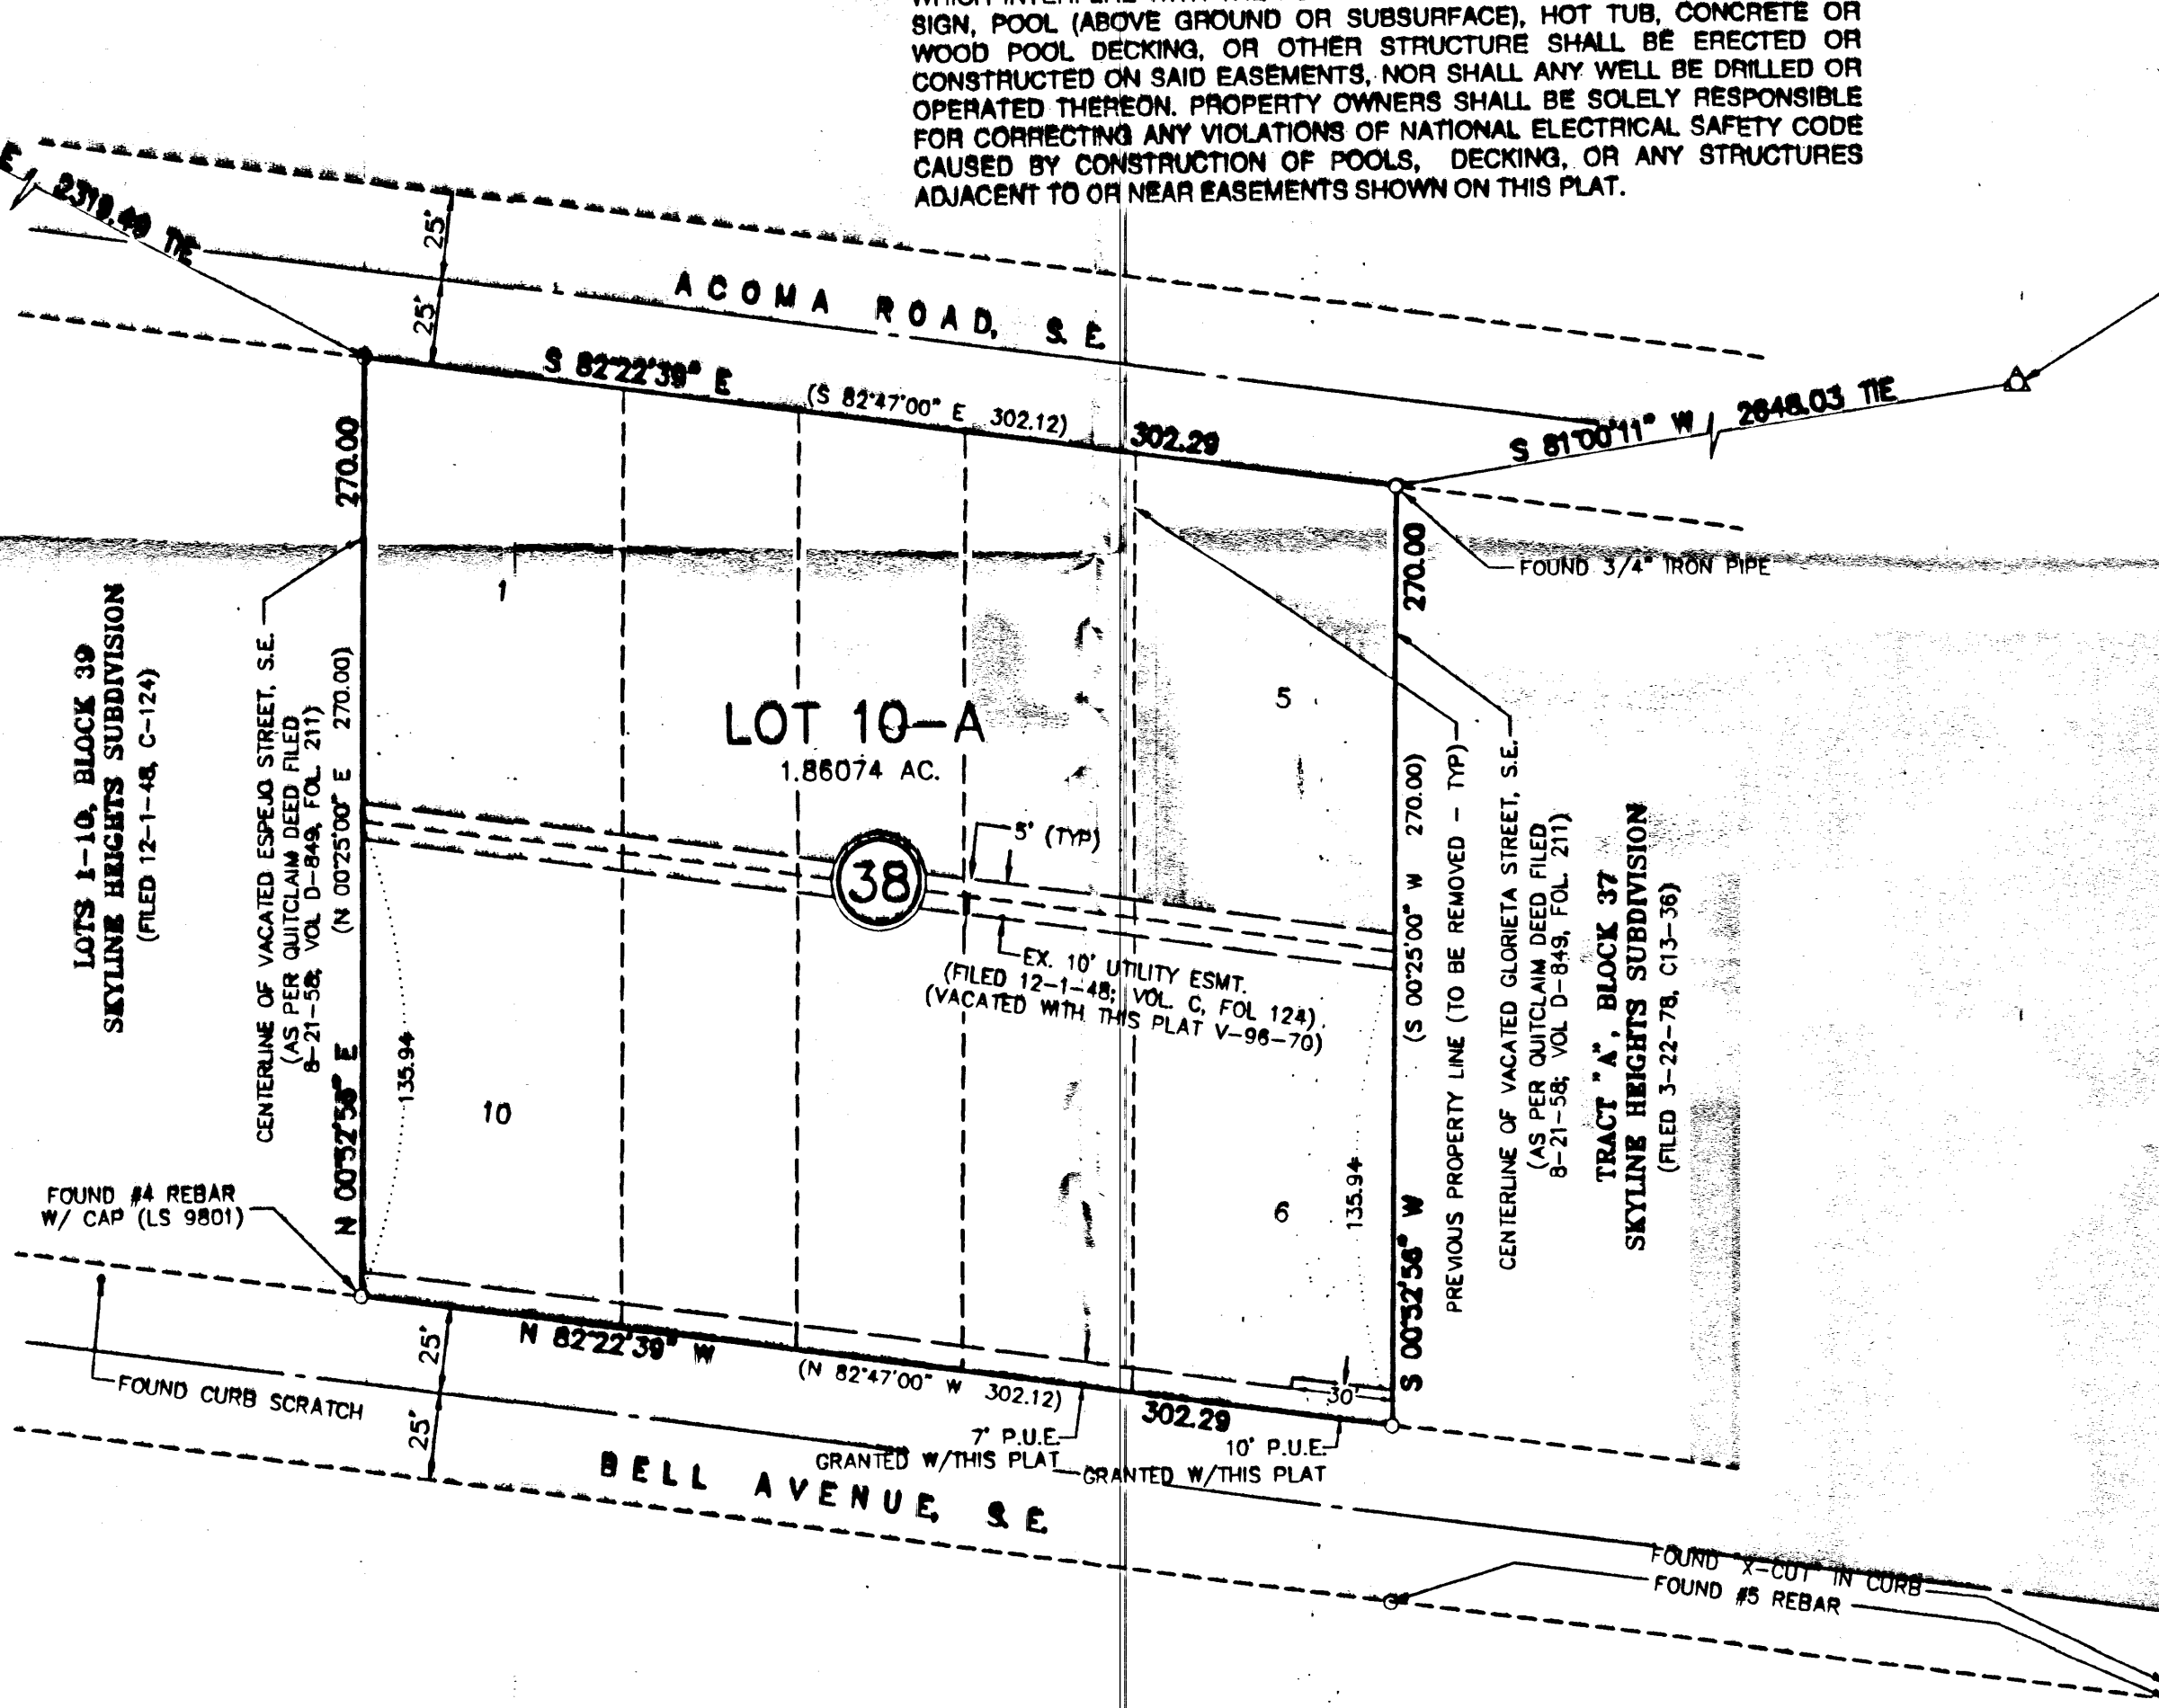 SIGN, POOL (ABOVE GROUND OR SUBSURFACE), HOT TUB, CONCRETE OR
WOOD POOL DECKING, OR OTHER STRUCTURE SHALL BE ERECTED OR
CONSTRUCTED ON SAID EASEMENTS, NOR SHALL ANY WELL BE DRILLED OR
OPERATED THEREON. PROPERTY OWNERS SHALL BE SOLELY RESPONSIBLE
FOR CORRECTING ANY VIOLATIONS OF NATIONAL ELECTRICAL SAFETY CODE
CAUSED BY CONSTRUCTION OF POOLS, DECKING, OR ANY STRUCTURES
ADJACENT TO OR NEAR EASEMENTS SHOWN ON THIS PLAT.
E
2319.49 TIE
25'
25'
ACOMA ROAD, S.E.
S 82°22'39" E
(S 82°47'00" E 302.12)
302.29
S 81°00'11" W
2648.03 TIE
FOUND 3/4" IRON PIPE
270.00
270.00
1
5
LOT 10-A
1.86074 AC.
LOTS 1-10, BLOCK 39
SKYLINE HEIGHTS SUBDIVISION
(FILED 12-1-48, C-124)
CENTERLINE OF VACATED ESPEJO STREET, S.E.
(AS PER QUITCLAIM DEED FILED
8-21-58; VOL D-849, FOL. 211)
(N 00°25'00" E 270.00)
N 00°52'58" E
135.94
38
5' (TYP)
EX. 10' UTILITY ESMT.
(FILED 12-1-48; VOL. C, FOL 124)
(VACATED WITH THIS PLAT V-96-70)
10
6
135.94
(S 00°25'00" W 270.00)
S 00°52'58" W
PREVIOUS PROPERTY LINE (TO BE REMOVED - TYP)
CENTERLINE OF VACATED GLORIETA STREET, S.E.
(AS PER QUITCLAIM DEED FILED
8-21-58; VOL D-849, FOL. 211)
TRACT "A", BLOCK 37
SKYLINE HEIGHTS SUBDIVISION
(FILED 3-22-78, C13-36)
FOUND #4 REBAR
W/ CAP (LS 9801)
FOUND CURB SCRATCH
25'
25'
N 82°22'39" W
(N 82°47'00" W 302.12)
302.29
30'
7' P.U.E.
GRANTED W/THIS PLAT
10' P.U.E.
GRANTED W/THIS PLAT
BELL AVENUE, S.E.
FOUND "X-CUT" IN CURB
FOUND #5 REBAR